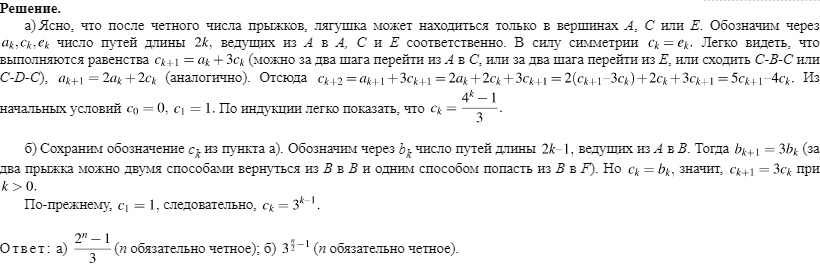 Решение.
а) Ясно, что после четного числа прыжков, лягушка может находиться только в вершинах A, C или E. Обозначим через
a_k, c_k, e_k число путей длины 2k, ведущих из A в A, C и E соответственно. В силу симметрии c_k = e_k. Легко видеть, что
выполняются равенства c_{k+1} = a_k + 3c_k (можно за два шага перейти из A в C, или за два шага перейти из E, или сходить C-B-C или
C-D-C), a_{k+1} = 2a_k + 2c_k (аналогично). Отсюда c_{k+2} = a_{k+1} + 3c_{k+1} = 2a_k + 2c_k + 3c_{k+1} = 2(c_{k+1}–3c_k) + 2c_k + 3c_{k+1} = 5c_{k+1}–4c_k. Из
начальных условий c_0 = 0, c_1 = 1. По индукции легко показать, что c_k = \frac{4^k − 1}{3}.
б) Сохраним обозначение c_k из пункта а). Обозначим через b_k число путей длины 2k–1, ведущих из A в B. Тогда b_{k+1} = 3b_k (за
два прыжка можно двумя способами вернуться из B в B и одним способом попасть из B в F). Но c_k = b_k, значит, c_{k+1} = 3c_k при
k > 0.
По-прежнему, c_1 = 1, следовательно, c_k = 3^{k−1}.
Ответ: а) \frac{2^n − 1}{3} (n обязательно четное); б) 3^{\frac{n}{2}−1} (n обязательно четное).